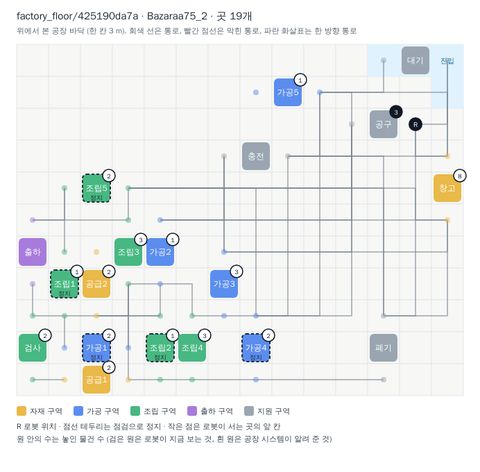 factory_floor/425190da7a · Bazaraa75_2 · 곳 19개
위에서 본 공장 바닥 (한 칸 3 m). 회색 선은 통로, 빨간 점선은 막힌 통로, 파란 화살표는 한 방향 통로
대기
진입
1
가공5
3
공구
R
충전
2
조립5
정지
8
창고
출하
3
조립3
1
가공2
1
조립1
정지
2
공급2
3
가공3
2
검사
2
가공1
정지
1
조립2
정지
3
조립4
2
가공4
정지
폐기
2
공급1
자재 구역
가공 구역
조립 구역
출하 구역
지원 구역
R 로봇 위치 · 점선 테두리는 점검으로 정지 · 작은 점은 로봇이 서는 곳의 앞 칸
원 안의 수는 놓인 물건 수 (검은 원은 로봇이 지금 보는 것, 흰 원은 공장 시스템이 알려 준 것)